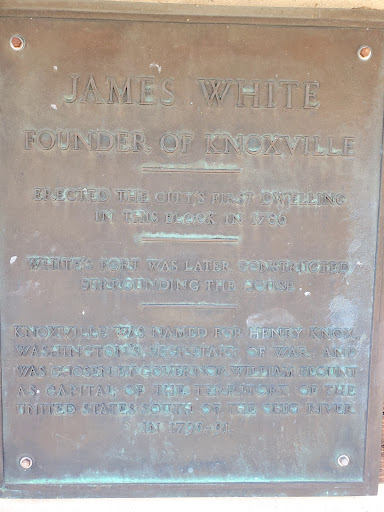 JAMES WHITE
FOUNDER OF KNOXVILLE
ERECTED THE CITY'S FIRST DWELLING
IN THIS BLOCK IN 1786
WHITE'S FORT WAS LATER CONSTRUCTED
SURROUNDING THE HOUSE
KNOXVILLE WAS NAMED FOR HENRY KNOX,
WASHINGTON'S SECRETARY OF WAR, AND
WAS CHOSEN BY GOVERNOR WILLIAM BLOUNT
AS CAPITAL OF THE TERRITORY OF THE
UNITED STATES SOUTH OF THE OHIO RIVER
IN 1790-91.